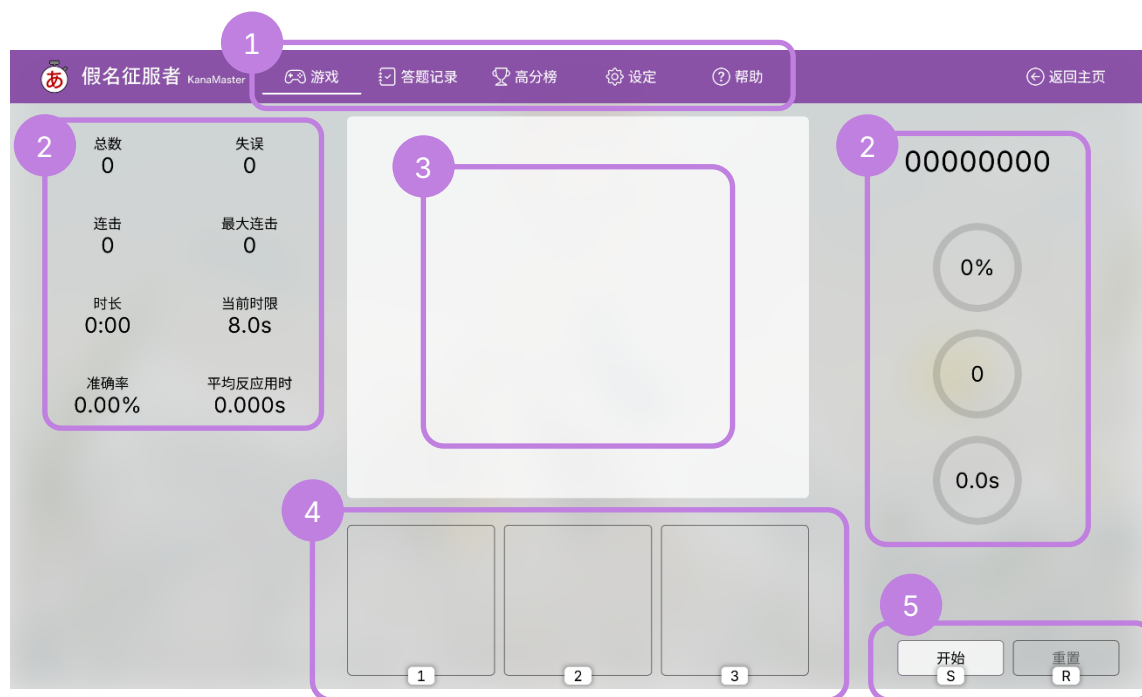 1
假名征服者 KanaMaster 游戏 答题记录 高分榜 设定 帮助 返回主页
2
总数 失误
0 0
连击 最大连击
0 0
时长 当前时限
0:00 8.0s
准确率 平均反应用时
0.00% 0.000s
3
2
00000000
0%
0
0.0s
4
1 2 3
5
开始 重置
S R
あ